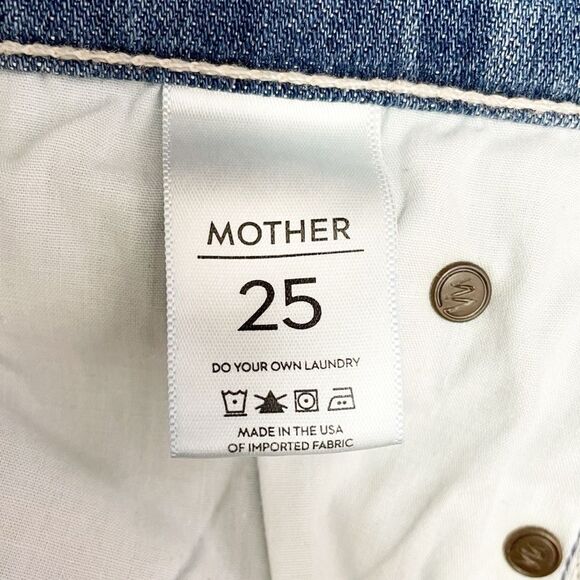 MOTHER
25
DO YOUR OWN LAUNDRY
MADE IN THE USA
OF IMPORTED FABRIC